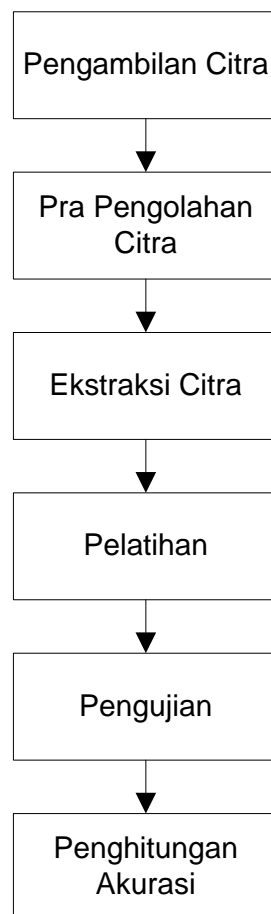 Pengambilan Citra
Pra Pengolahan
Citra
Ekstraksi Citra
Pelatihan
Pengujian
Penghitungan
Akurasi